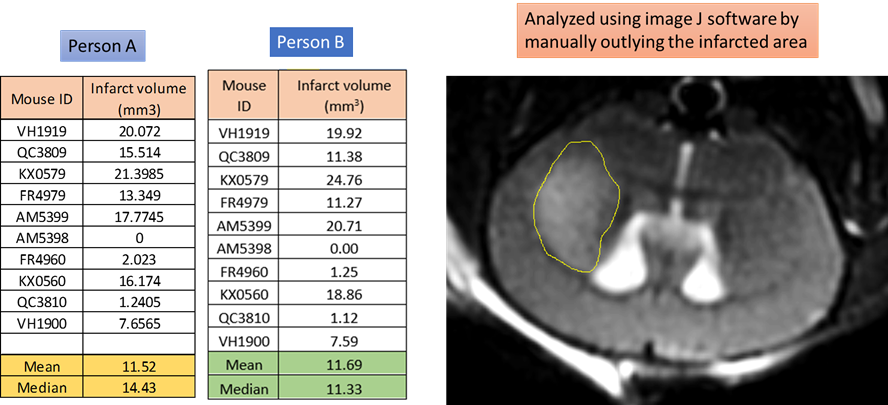 Person A
Mouse ID Infarct volume (mm3)
VH1919 20.072
QC3809 15.514
KX0579 21.3985
FR4979 13.349
AM5399 17.7745
AM5398 0
FR4960 2.023
KX0560 16.174
QC3810 1.2405
VH1900 7.6565
Mean 11.52
Median 14.43
Person B
Mouse ID Infarct volume (mm³)
VH1919 19.92
QC3809 11.38
KX0579 24.76
FR4979 11.27
AM5399 20.71
AM5398 0.00
FR4960 1.25
KX0560 18.86
QC3810 1.12
VH1900 7.59
Mean 11.69
Median 11.33
Analyzed using image J software by
manually outlying the infarcted area